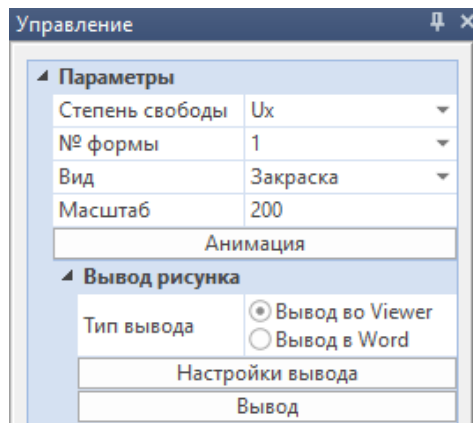 Управление
Параметры
Степень свободы Ux
№ формы 1
Вид Закраска
Масштаб 200
Анимация
Вывод рисунка
Тип вывода
Вывод во Viewer
Вывод в Word
Настройки вывода
Вывод